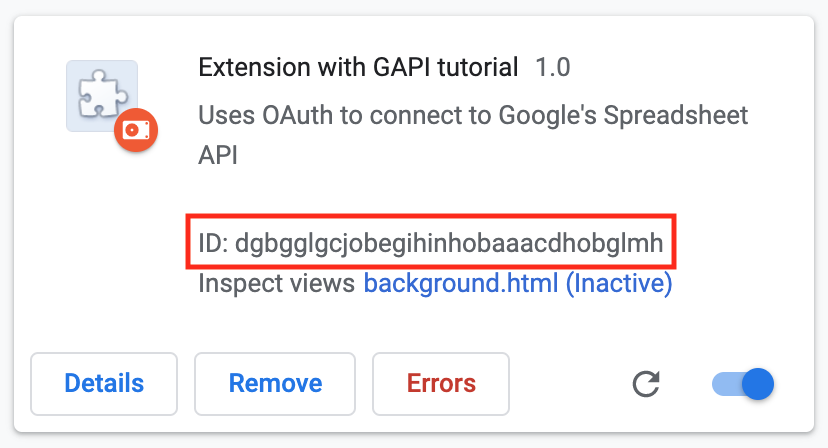 Extension with GAPI tutorial 1.0
Uses OAuth to connect to Google's Spreadsheet
API
ID: dgbgglgcjobegihinhobaaacdhobglmh
Inspect views background.html (Inactive)
Details Remove Errors